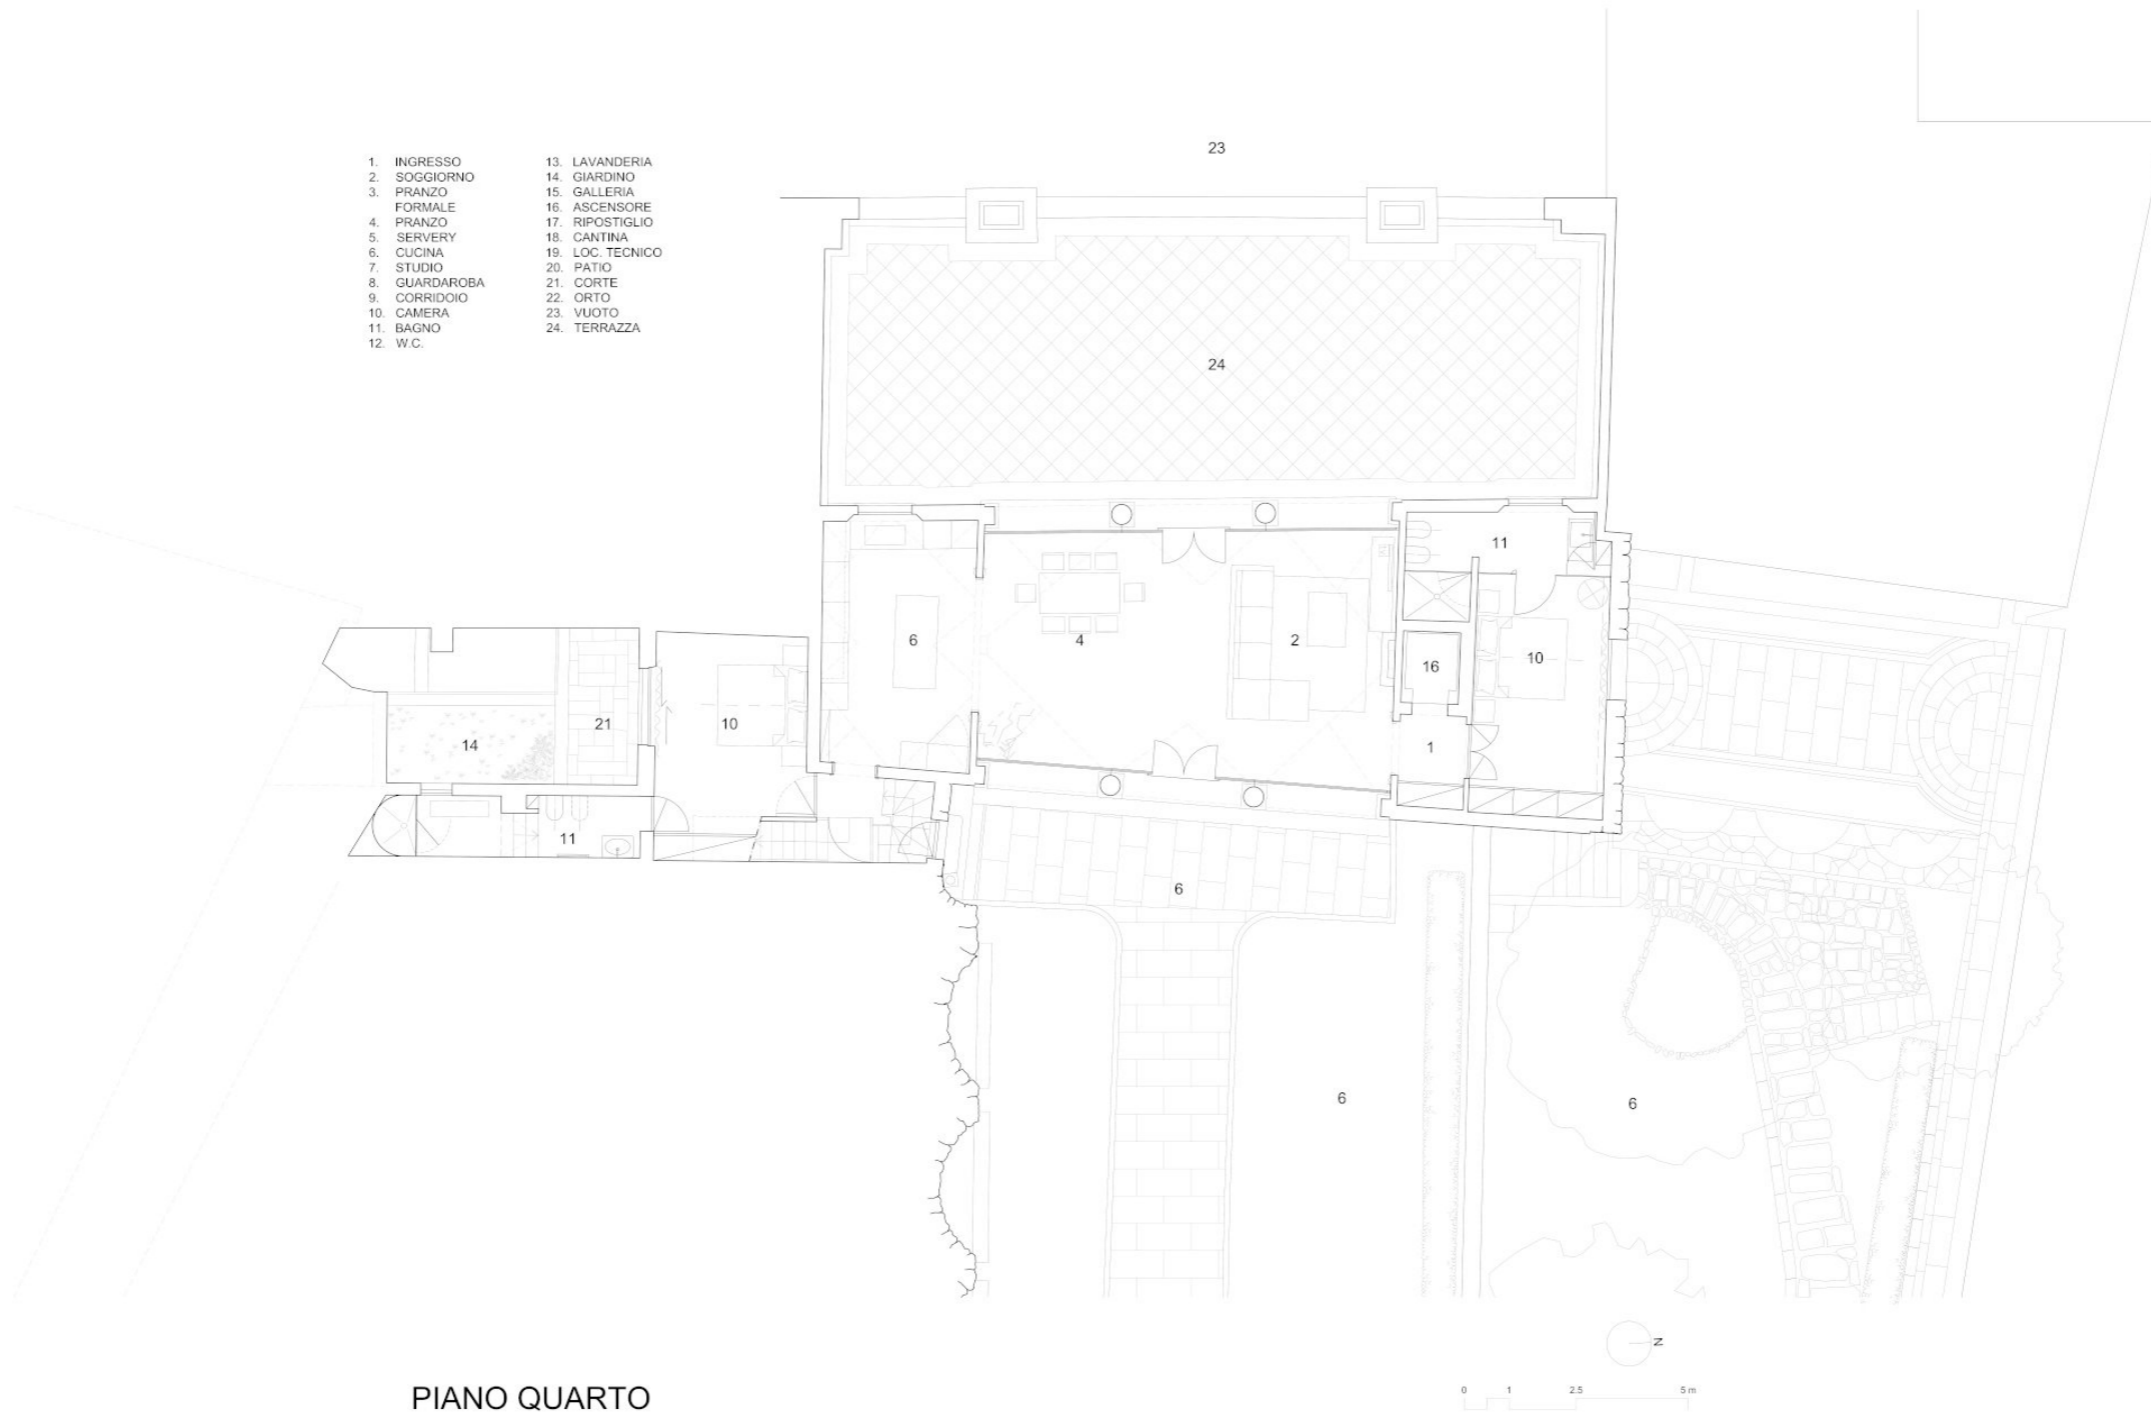 23
1. INGRESSO
2. SOGGIORNO
3. PRANZO
FORMALE
4. PRANZO
5. SERVERY
6. CUCINA
7. STUDIO
8. GUARDAROBA
9. CORRIDOIO
10. CAMERA
11. BAGNO
12. W.C.
13. LAVANDERIA
14. GIARDINO
15. GALLERIA
16. ASCENSORE
17. RIPOSTIGLIO
18. CANTINA
19. LOC. TECNICO
20. PATIO
21. CORTE
22. ORTO
23. VUOTO
24. TERRAZZA
24
11
6
4
2
16
10
21
10
14
1
11
6
6
6
N
0 1 2.5 5 m
PIANO QUARTO